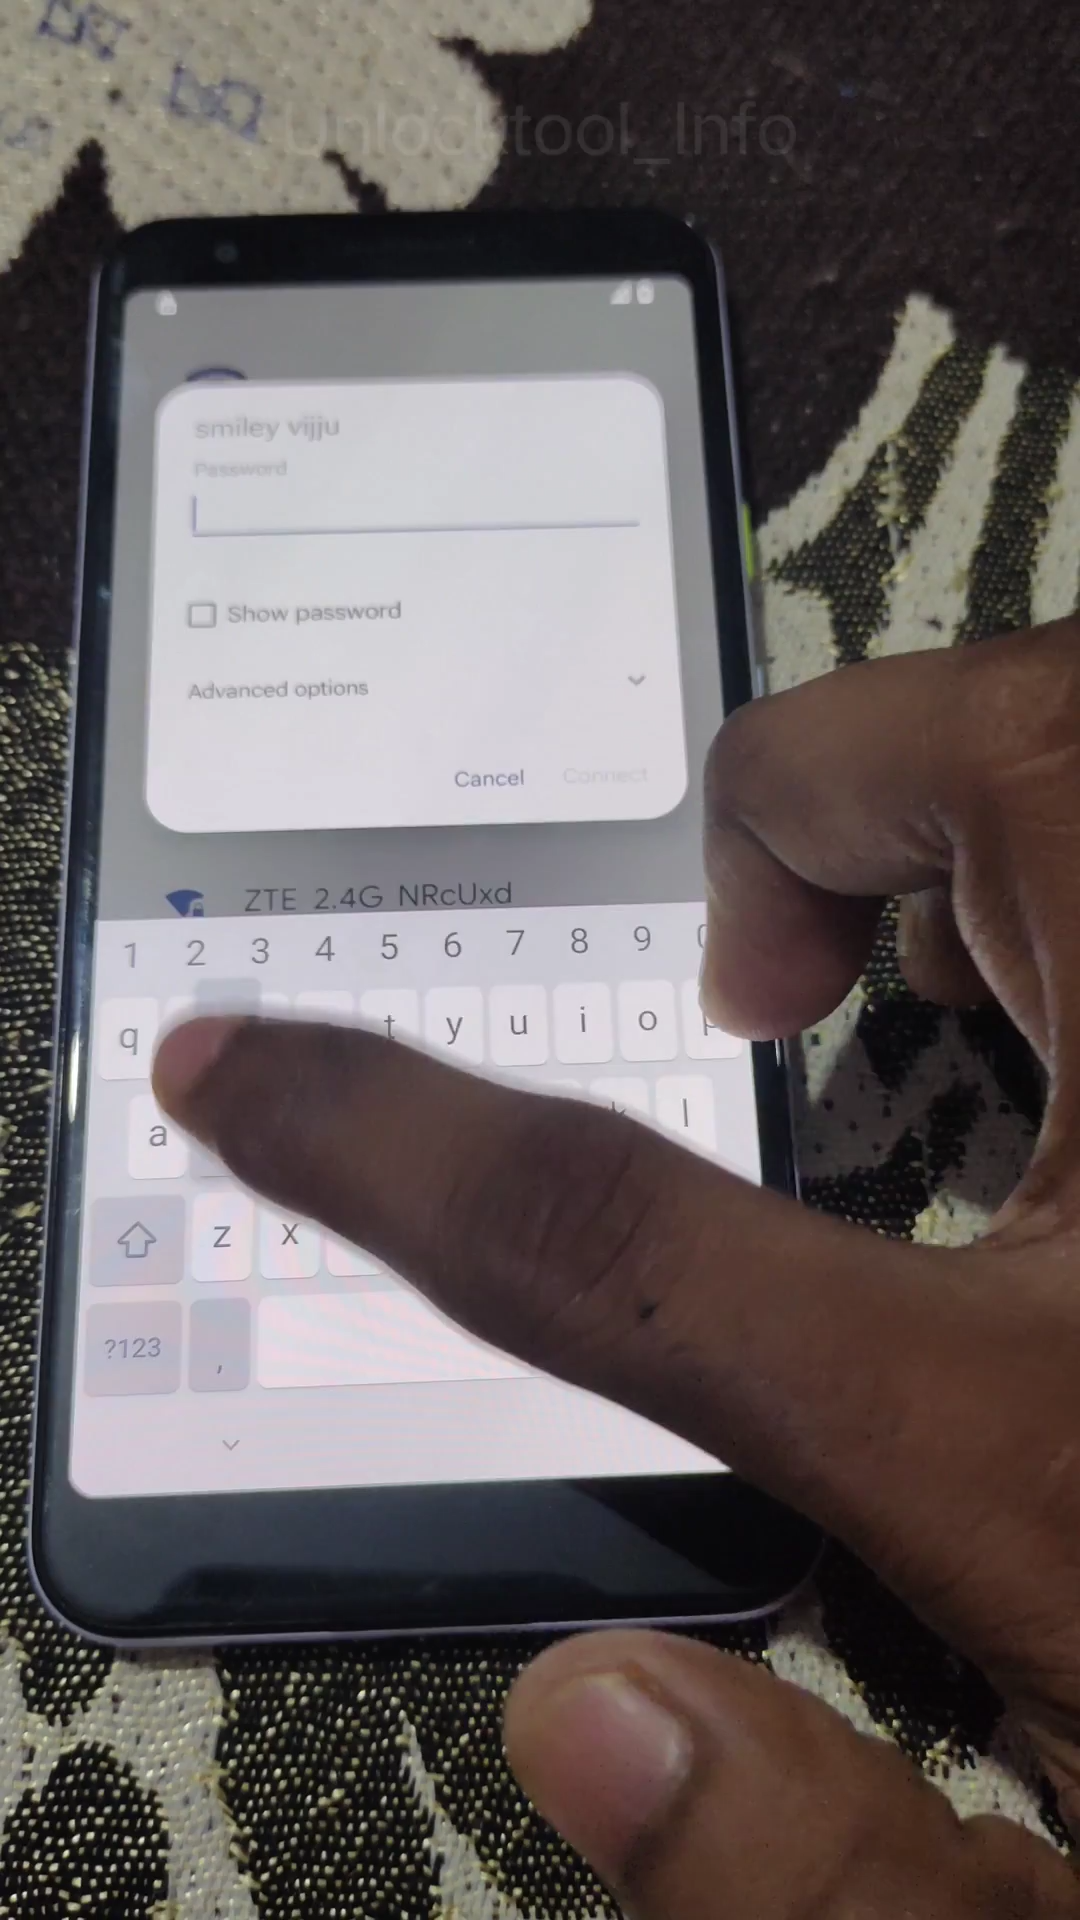 Unlocktool_Info
smiley vijju
Password
Show password
Advanced options
Cancel Connect
ZTE_2.4G_NRcUxd
1 2 3 4 5 6 7 8 9
q t y u i o p
a k l
z x
?123 ,